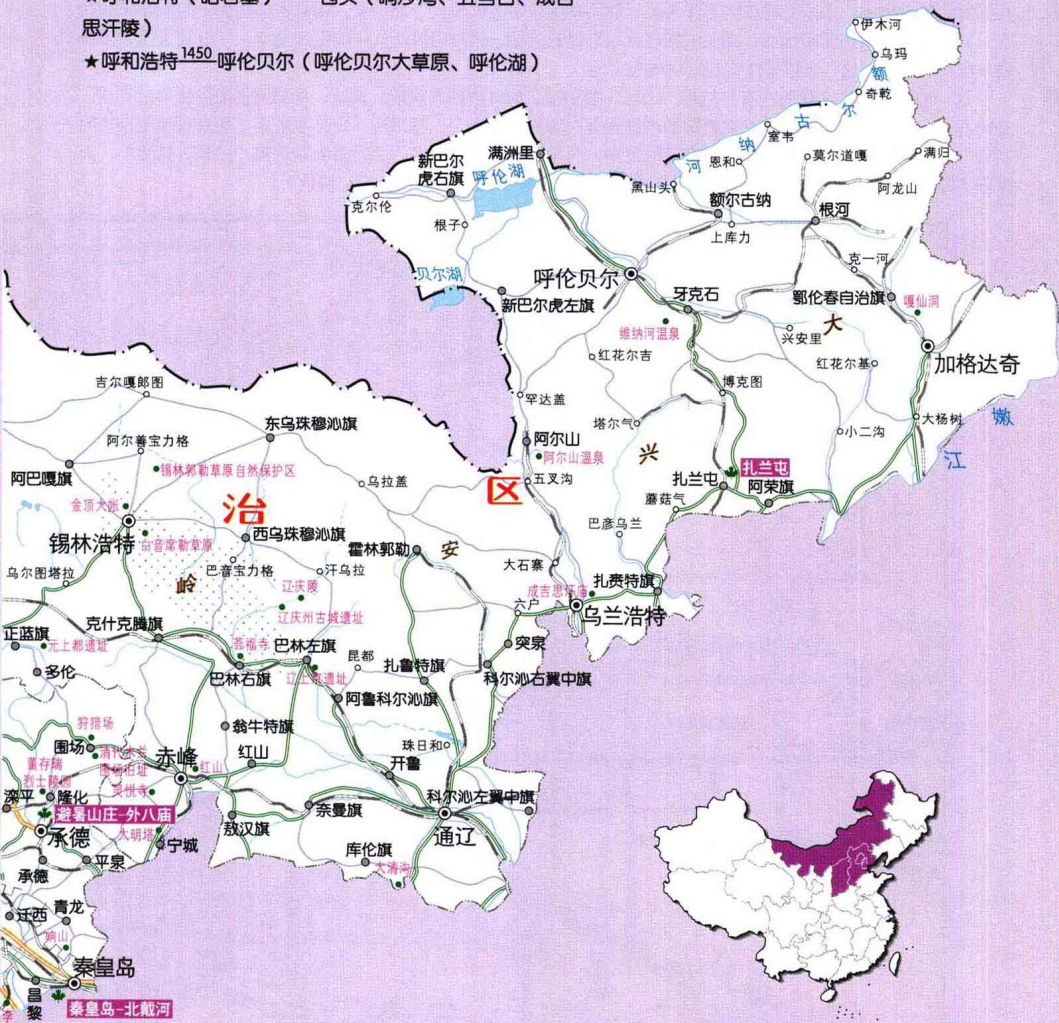 思汗陵）
★呼和浩特1450呼伦贝尔（呼伦贝尔大草原、呼伦湖）
伊木河
乌玛
额
奇乾
尔
古
室韦
纳
河
恩和
莫尔道嘎
满归
阿龙山
黑山头
额尔古纳
根河
上库力
满洲里
新巴尔
虎右旗
呼伦湖
克尔伦
根子
贝尔湖
新巴尔虎左旗
呼伦贝尔
牙克石
克一河
鄂伦春自治旗
嘎仙洞
维纳河温泉
兴安里
大
红花尔吉
红花尔基
加格达奇
博克图
罕达盖
塔尔气
小二沟
大杨树
嫩
江
阿尔山
阿尔山温泉
兴
五叉沟
扎兰屯
扎兰屯
阿荣旗
蘑菇气
巴彦乌兰
区
吉尔嘎郎图
东乌珠穆沁旗
阿尔善宝力格
阿巴嘎旗
锡林郭勒草原自然保护区
乌拉盖
金顶大帐
治
锡林浩特
白音席勒草原
西乌珠穆沁旗
霍林郭勒
安
大石寨
扎赉特旗
乌尔图塔拉
岭
巴音宝力格
汗乌拉
辽庆陵
成吉思汗庙
六户
乌兰浩特
辽庆州古城遗址
正蓝旗
元上都遗址
克什克腾旗
荟福寺
巴林左旗
昆都
扎鲁特旗
突泉
多伦
巴林右旗
辽上京遗址
科尔沁右翼中旗
阿鲁科尔沁旗
狩猎场
翁牛特旗
围场
清代木兰
围场旧址
赤峰
红山
红山
珠日和
开鲁
董存瑞
烈士陵园
灵悦寺
滦平
隆化
避暑山庄-外八庙
奈曼旗
科尔沁左翼中旗
承德
大明塔
宁城
敖汉旗
通辽
平泉
承德
库伦旗
大清沟
迁西
青龙
响山
秦皇岛
昌
黎
秦皇岛-北戴河